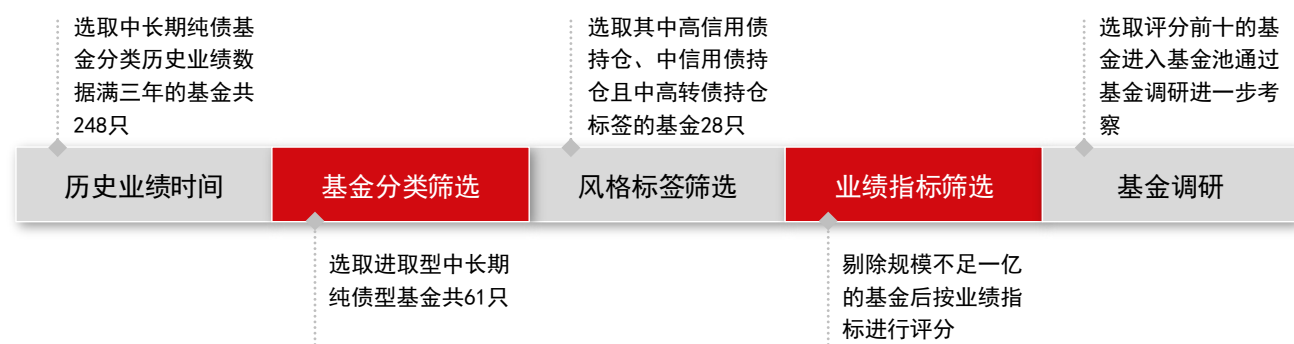 选取中长期纯债基
金分类历史业绩数
据满三年的基金共
248只
选取其中高信用债
持仓、中信用债持
仓且中高转债持仓
标签的基金28只
选取评分前十的基
金进入基金池通过
基金调研进一步考
察
历史业绩时间
基金分类筛选
风格标签筛选
业绩指标筛选
基金调研
选取进取型中长期
纯债型基金共61只
剔除规模不足一亿
的基金后按业绩指
标进行评分